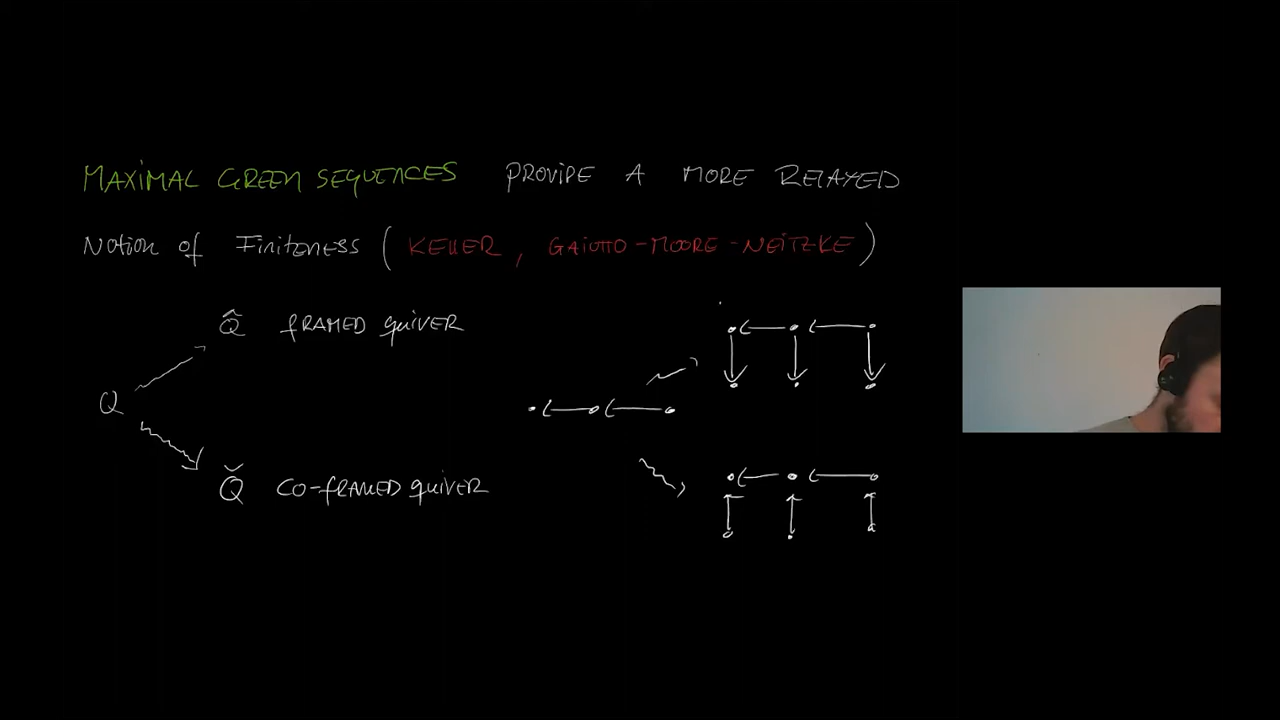 MAXIMAL GREEN SEQUENCES PROVIDE A MORE RELAXED
Notion of Finiteness (KELLER, GAIOTTO-MOORE-NEITZKE)
Q̂ FRAMED quiver
Q
Q̌ CO-FRAMED quiver